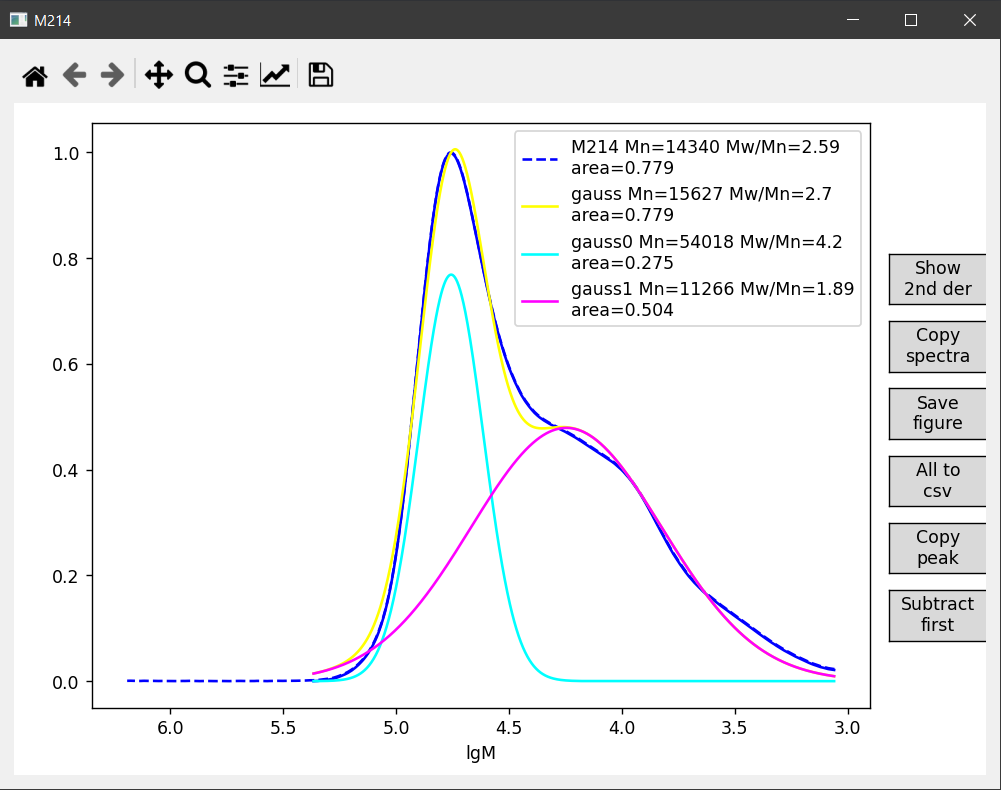 M214
M214 Mn=14340 Mw/Mn=2.59
area=0.779
gauss Mn=15627 Mw/Mn=2.7
area=0.779
gauss0 Mn=54018 Mw/Mn=4.2
area=0.275
gauss1 Mn=11266 Mw/Mn=1.89
area=0.504
1.0
0.8
0.6
0.4
0.2
0.0
6.0
5.5
5.0
4.5
4.0
3.5
3.0
lgM
Show
2nd der
Copy
spectra
Save
figure
All to
csv
Copy
peak
Subtract
first